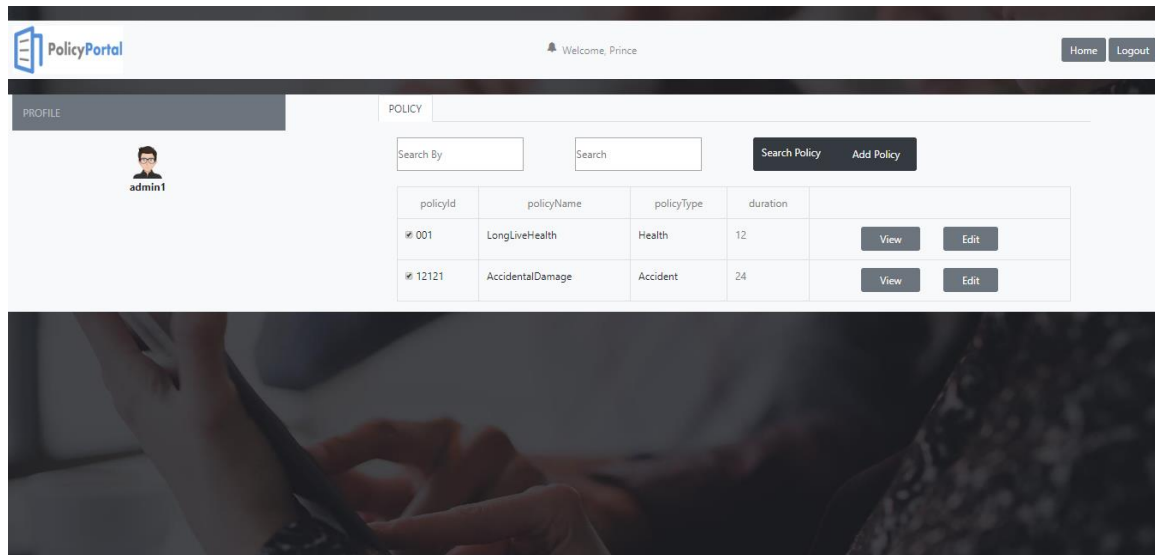 PolicyPortal
Welcome, Prince
Home Logout
PROFILE
admin1
POLICY
Search By Search Search Policy Add Policy
policyId policyName policyType duration
001 LongLiveHealth Health 12 View Edit
12121 AccidentalDamage Accident 24 View Edit